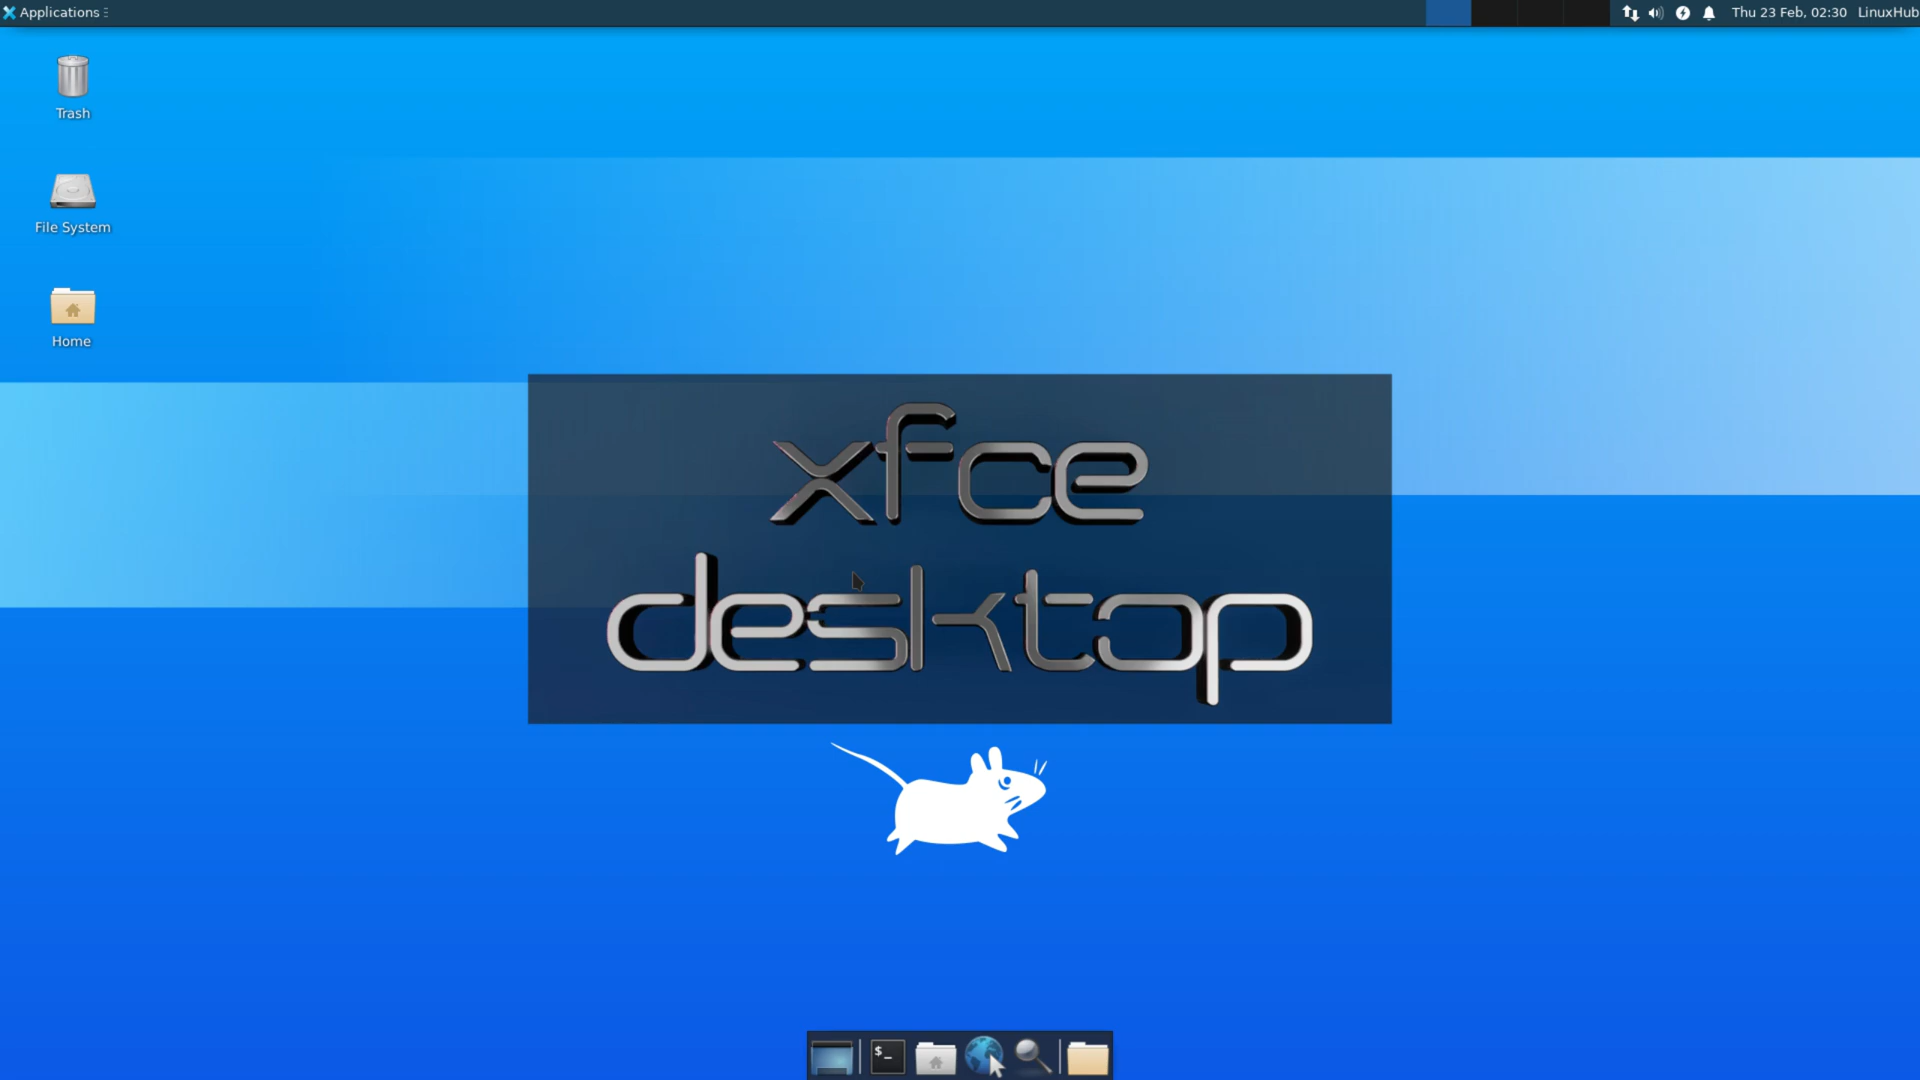 Applications
Thu 23 Feb, 02:30 LinuxHub
Trash
File System
Home
xfce
desktop
$_